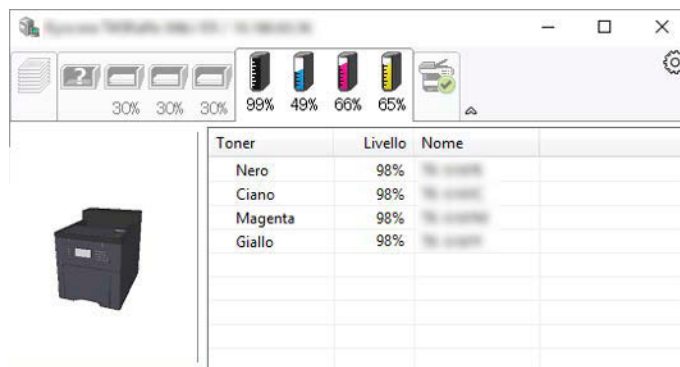 30% 30% 30% 99% 49% 66% 65%
Toner Livello Nome
Nero 98%
Ciano 98%
Magenta 98%
Giallo 98%